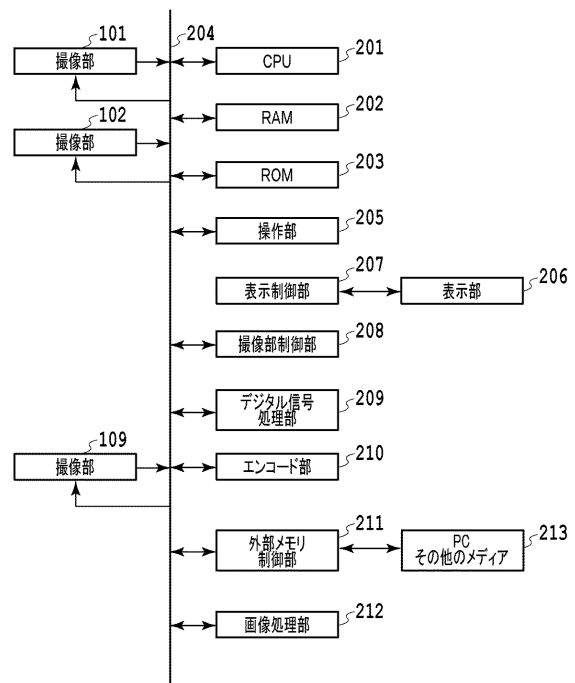 101
撮像部
204
CPU
201
102
撮像部
RAM
202
ROM
203
操作部
205
表示制御部
207
表示部
206
撮像部制御部
208
デジタル信号
処理部
209
109
撮像部
エンコード部
210
外部メモリ
制御部
211
PC
その他のメディア
213
画像処理部
212